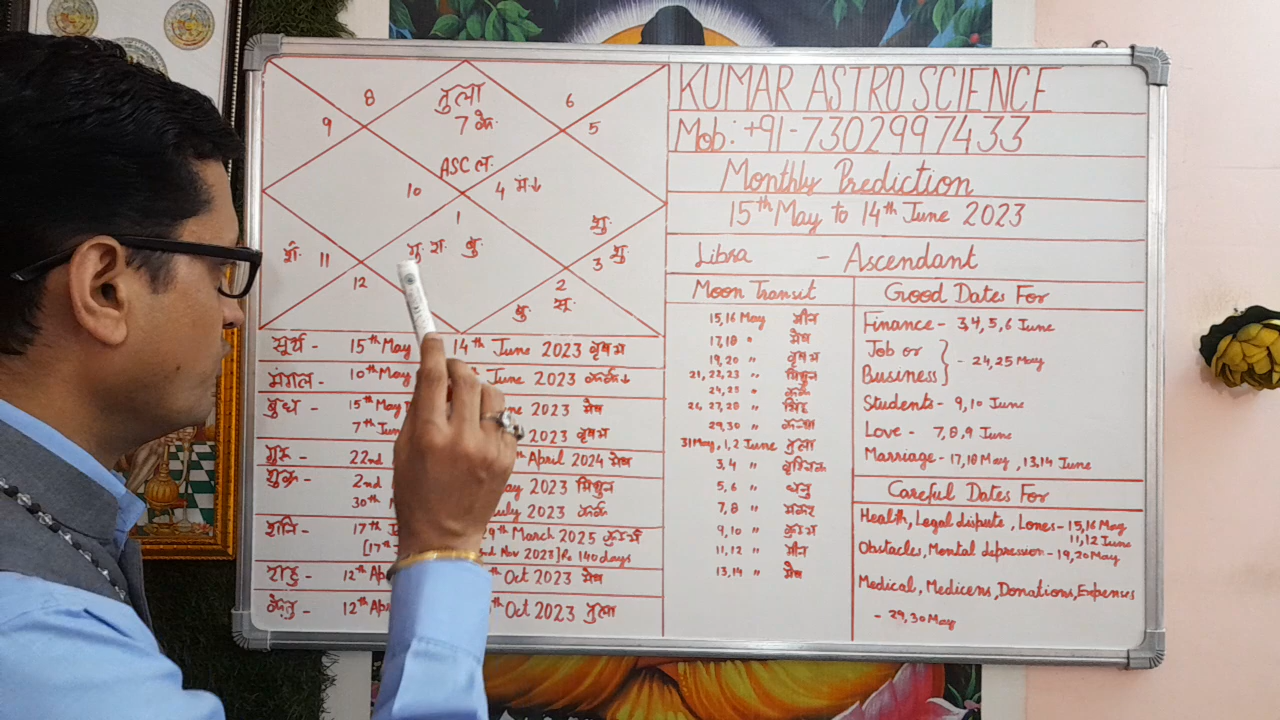 8
तुला
6
9
7 के.
5
ASC ल.
10
4 मं↓
1
शु.
शं.
11
गु. रा.
बु.
3
शु.
12
2
बु.
सू.
सूर्य - 15th May 14th June 2023 वृषभ
मंगल - 10th May June 2023 कर्क↓
बुध - 15th May 2023 मेष
7th Jun 2023 वृषभ
गुरु - 22nd April 2024 मेष
शुक्र - 2nd 2023 मिथुन
30th 2023 कर्क
शनि - 17th 29th March 2025 कुम्भ
[17th Nov 2023] R 140 days
राहु - 12th Oct 2023 मेष
केतु - 12th Oct 2023 तुला
KUMAR ASTRO SCIENCE
Mob: +91-7302997433
Monthly Prediction
15th May to 14th June 2023
Libra - Ascendant
Moon Transit
15,16 May मीन
17,18 " मेष
19,20 " वृषभ
21,22,23 " मिथुन
24,25 " कर्क
26,27,28 " सिंह
29,30 " कन्या
31 May, 1, 2 June तुला
3,4 " वृश्चिक
5,6 " धनु
7,8 " मकर
9,10 " कुम्भ
11,12 " मीन
13,14 " मेष
Good Dates For
Finance - 3,4,5,6 June
Job or
Business} - 24,25 May
Students - 9,10 June
Love - 7,8,9 June
Marriage - 17,18 May, 13,14 June
Careful Dates For
Health, Legal dispute, Lones - 15,16 May
11,12 June
Obstacles, Mental depression - 19,20 May
Medical, Medicens, Donations, Expenses
- 29,30 May